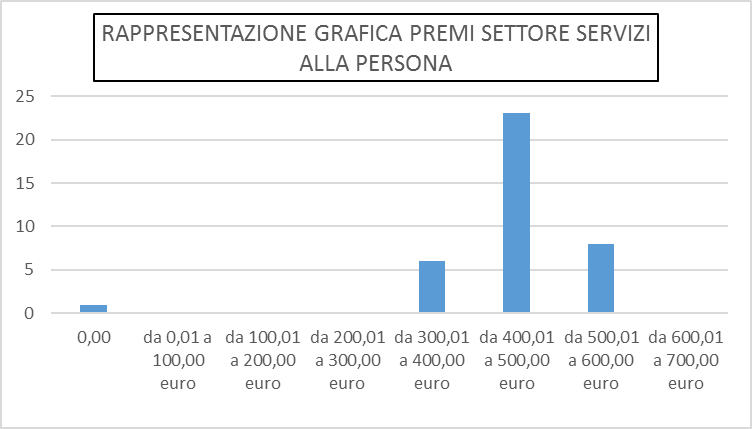 RAPPRESENTAZIONE GRAFICA PREMI SETTORE SERVIZI
ALLA PERSONA
25
20
15
10
5
0
0,00
da 0,01 a
100,00
euro
da 100,01
a 200,00
euro
da 200,01
a 300,00
euro
da 300,01
a 400,00
euro
da 400,01
a 500,00
euro
da 500,01
a 600,00
euro
da 600,01
a 700,00
euro